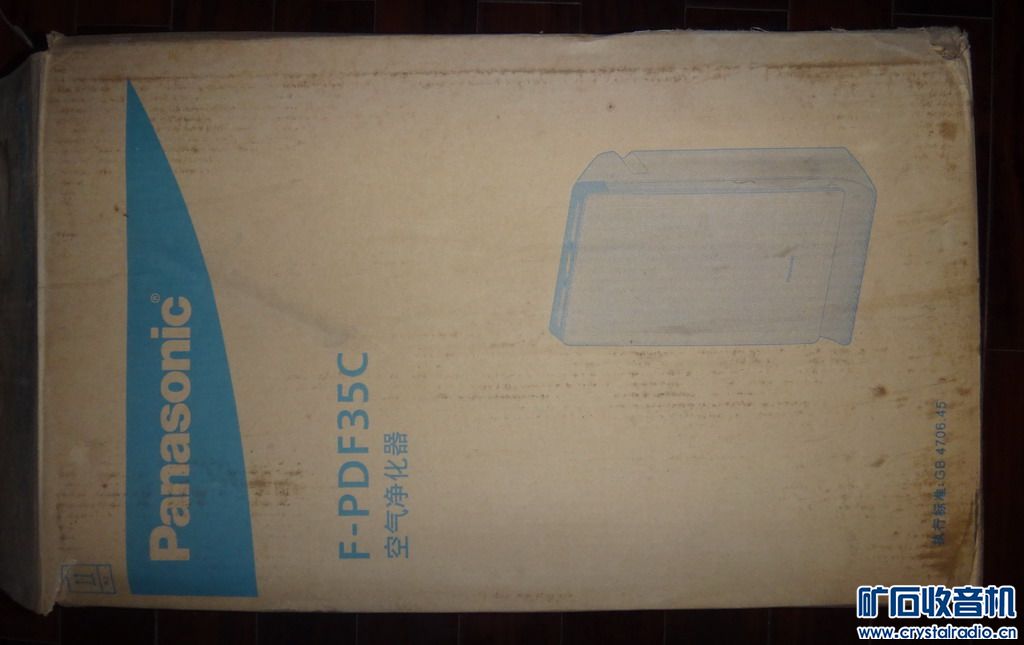 Panasonic®
F-PDF35C
空气净化器
执行标准:GB 4706.45
矿石收音机
www.crystalradio.cn